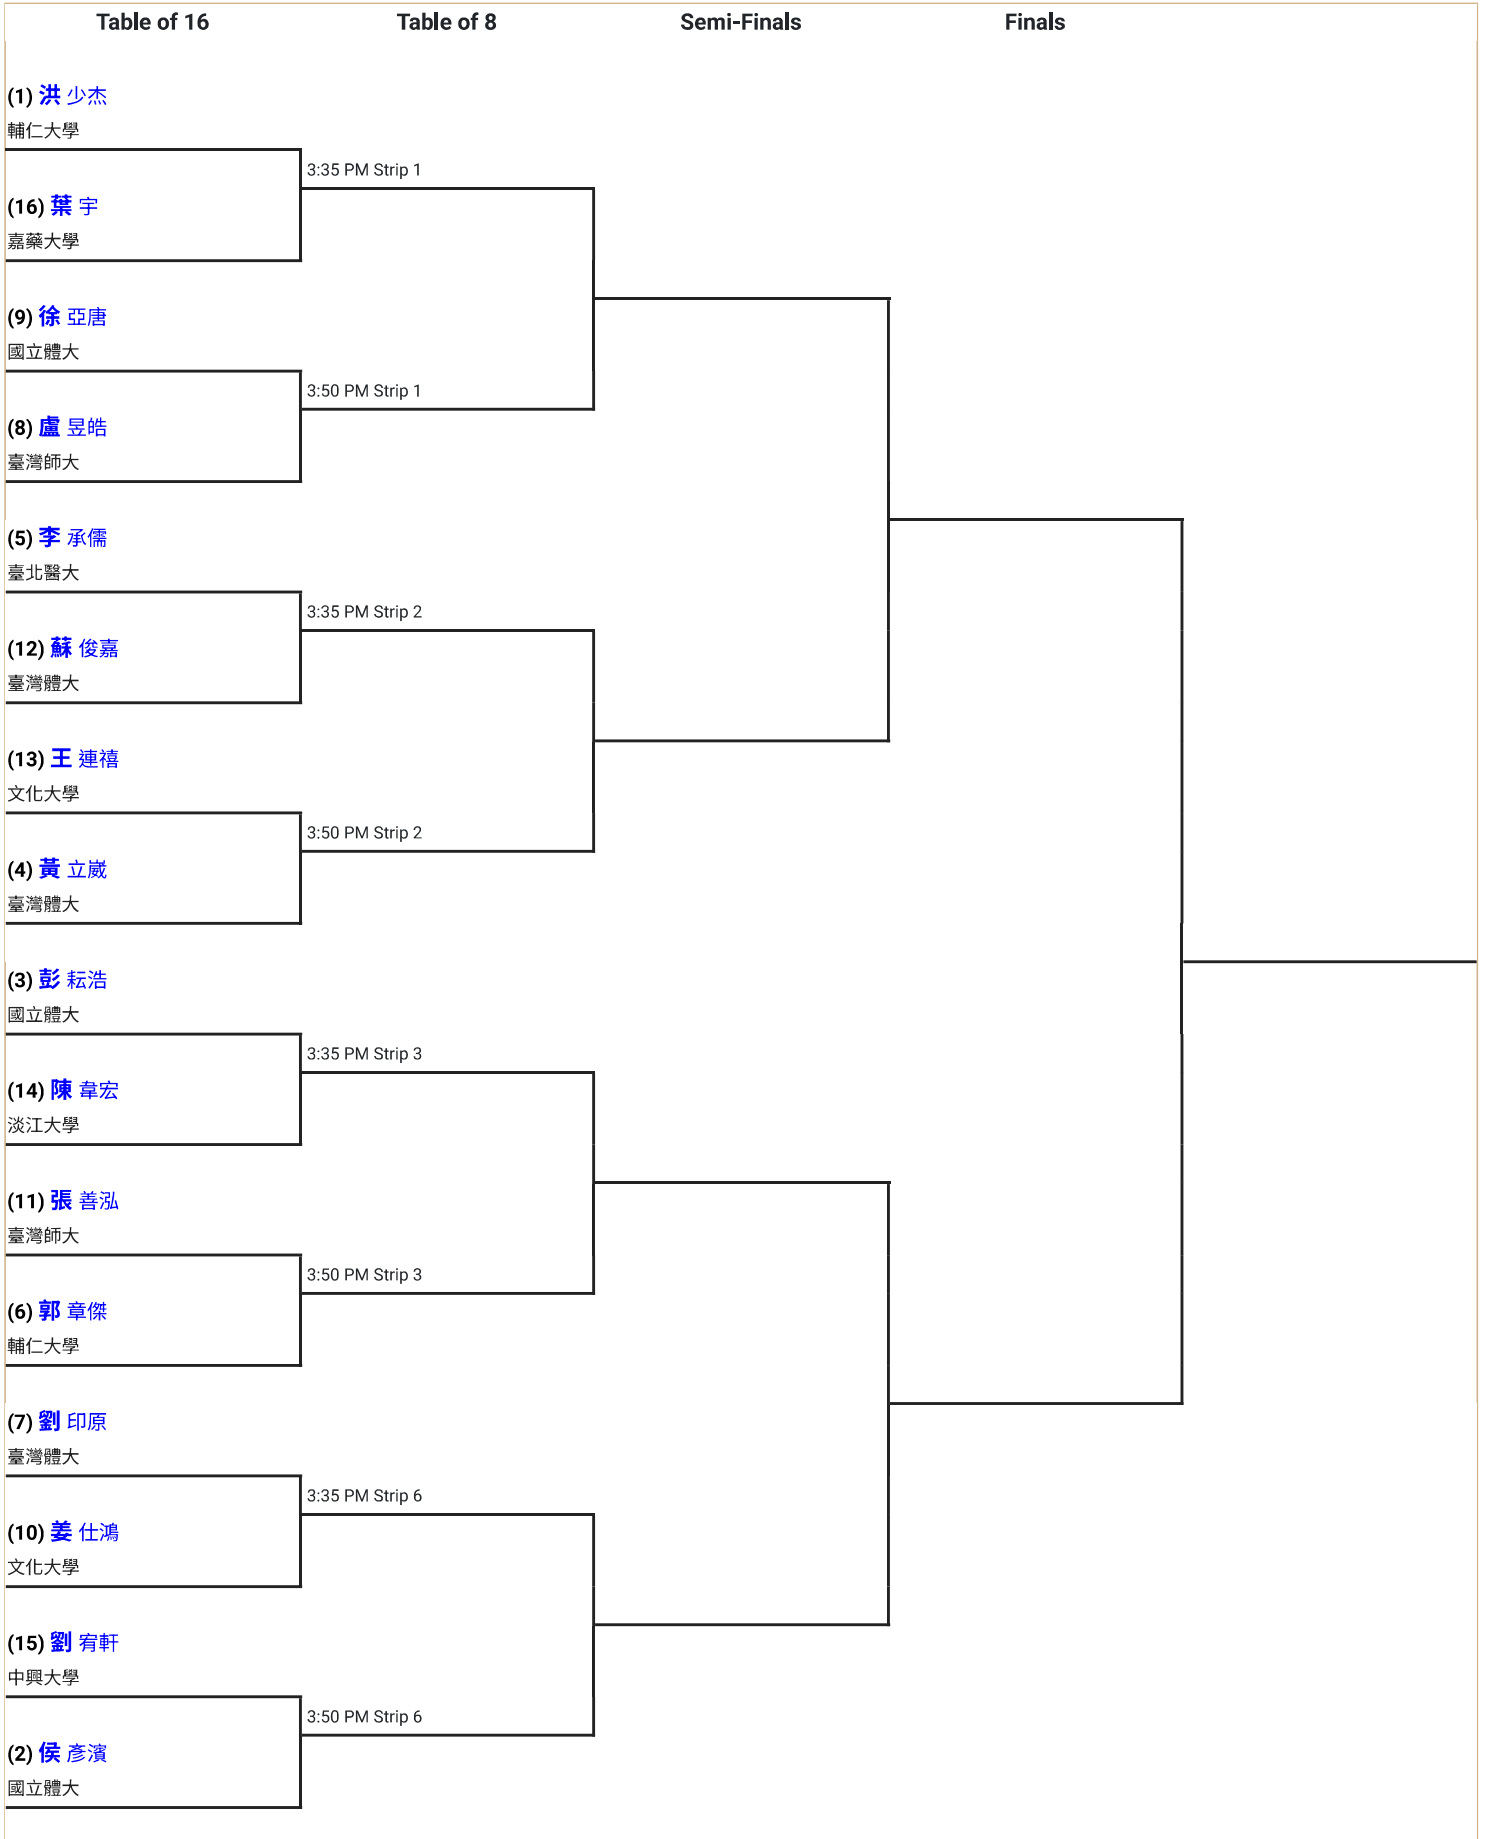 Table of 16 Table of 8 Semi-Finals Finals
(1) 洪 少杰
輔仁大學
3:35 PM Strip 1
(16) 葉 宇
嘉藥大學
(9) 徐 亞唐
國立體大
3:50 PM Strip 1
(8) 盧 昱皓
臺灣師大
(5) 李 承儒
臺北醫大
3:35 PM Strip 2
(12) 蘇 俊嘉
臺灣體大
(13) 王 連禧
文化大學
3:50 PM Strip 2
(4) 黃 立崴
臺灣體大
(3) 彭 耘浩
國立體大
3:35 PM Strip 3
(14) 陳 韋宏
淡江大學
(11) 張 善泓
臺灣師大
3:50 PM Strip 3
(6) 郭 章傑
輔仁大學
(7) 劉 印原
臺灣體大
3:35 PM Strip 6
(10) 姜 仕鴻
文化大學
(15) 劉 宥軒
中興大學
3:50 PM Strip 6
(2) 侯 彥濱
國立體大